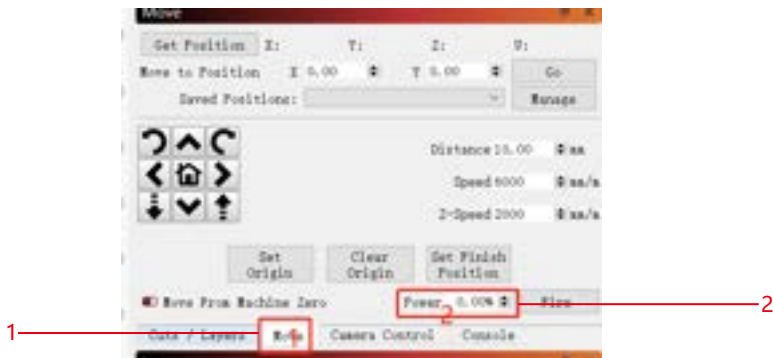 Move
Get Position X: Y: Z: U:
Move to Position X 0.00 Y 0.00 Go
Saved Positions: Manage
Distance 10.00 mm
Speed 6000 mm/m
Z-Speed 2000 mm/m
Set Origin Clear Origin Set Finish Position
Move From Machine Zero Power 0.00% Fire
2
2
1
Cuts / Layers Move Camera Control Console
1